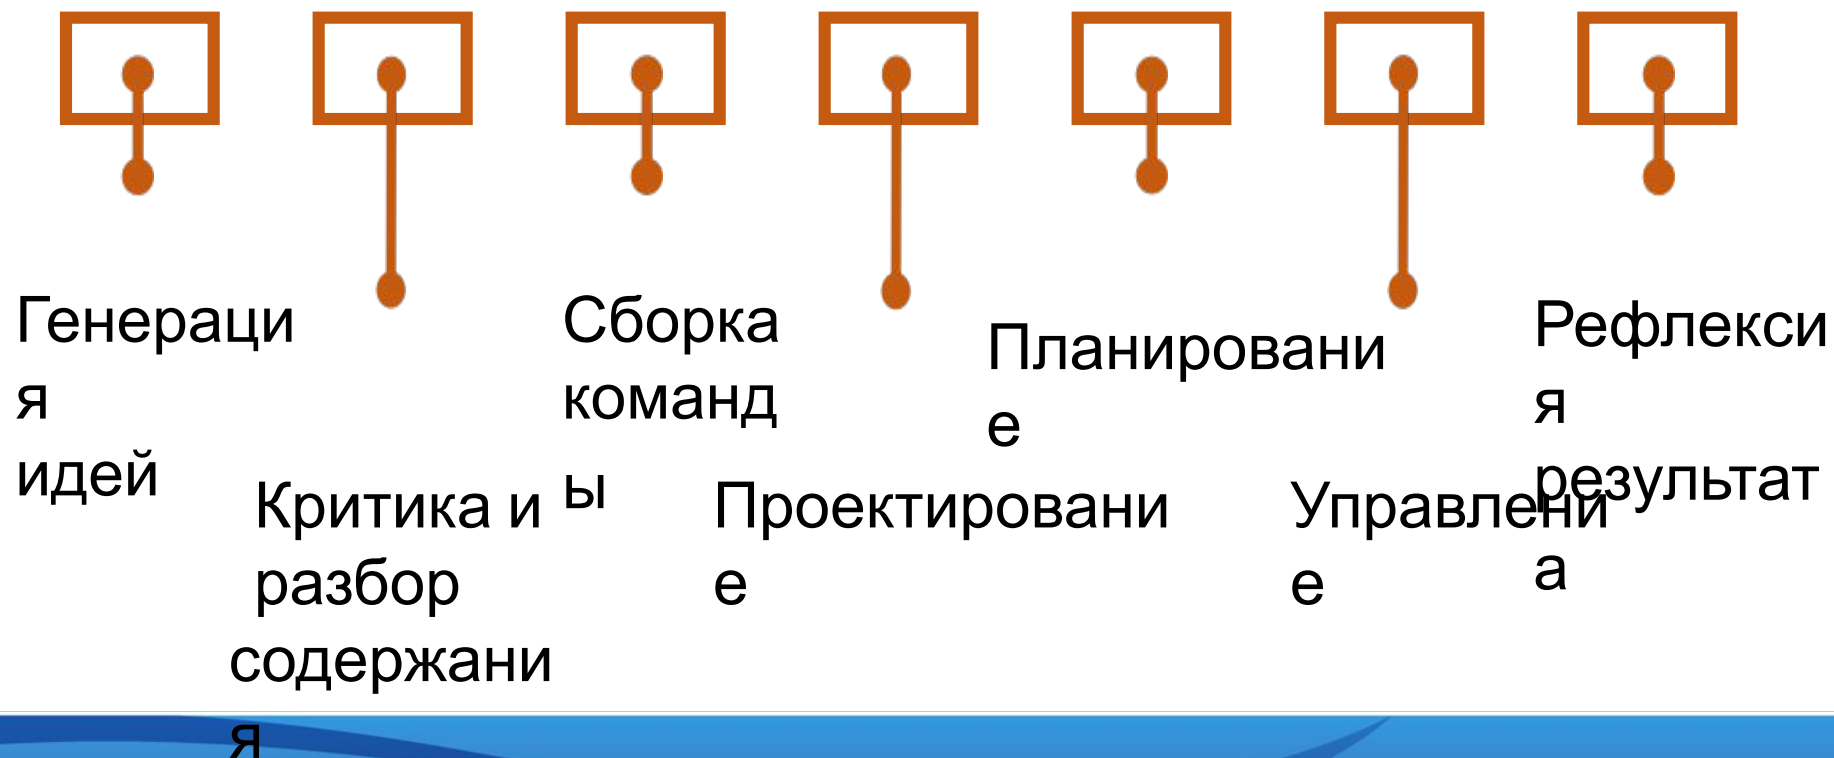 Генераци
я
идей
Критика и
разбор
содержани
я
Сборка
команд
ы
Проектировани
е
Планировани
е
Управлени
е
Рефлекси
я
результат
а